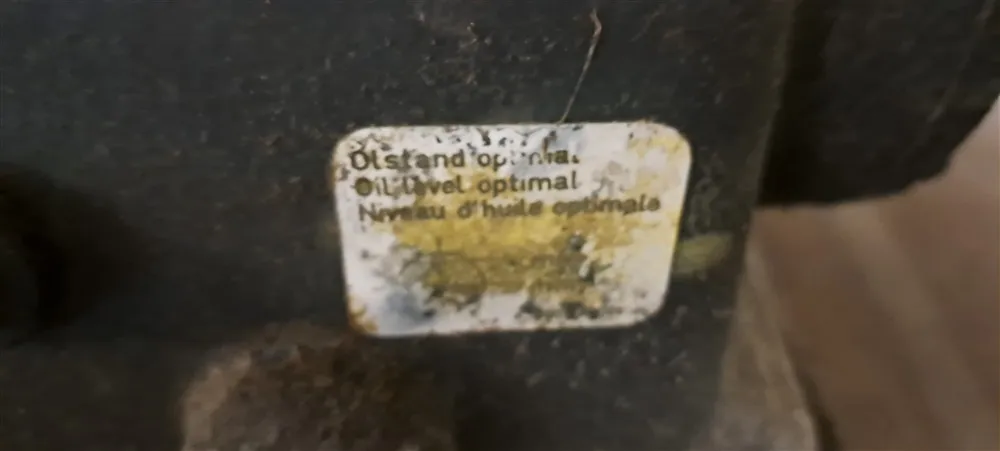 Ölstand optimal
Oil level optimal
Niveau d'huile optimale